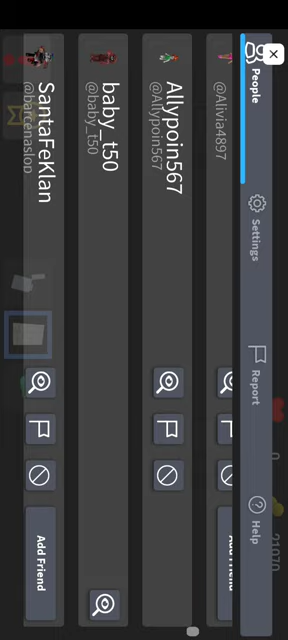 People
Settings
Report
Help
@Alivia4897
Allypoin567
@Allypoin567
baby_t50
@baby_t50
SantaFeKlan
Add Friend